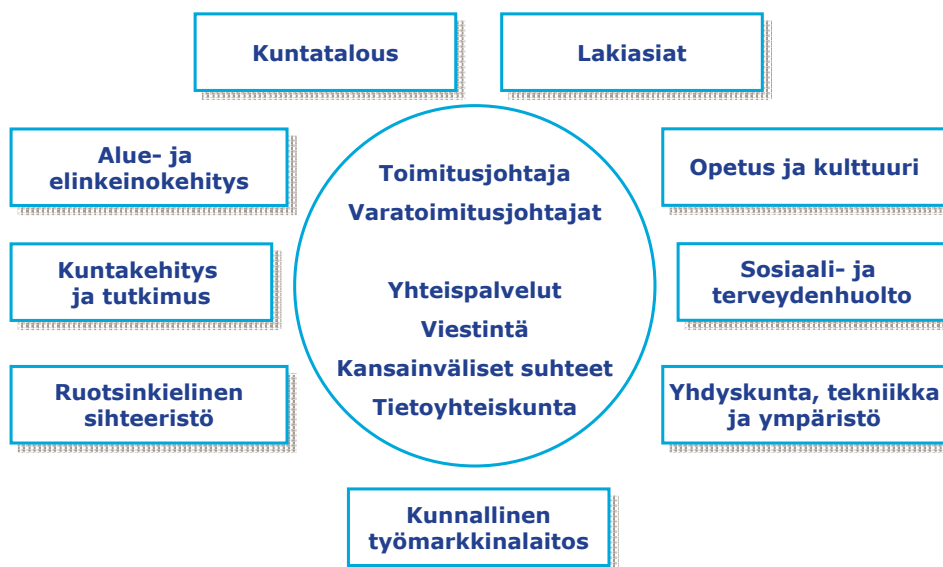 Kuntatalous
Lakiasiat
Alue- ja
elinkeinokehitys
Kuntakehitys
ja tutkimus
Ruotsinkielinen
sihteeristö
Toimitusjohtaja
Varatoimitusjohtajat
Yhteispalvelut
Viestintä
Kansainväliset suhteet
Tietoyhteiskunta
Opetus ja kulttuuri
Sosiaali- ja
terveydenhuolto
Yhdyskunta, tekniikka
ja ympäristö
Kunnallinen
työmarkkinalaitos